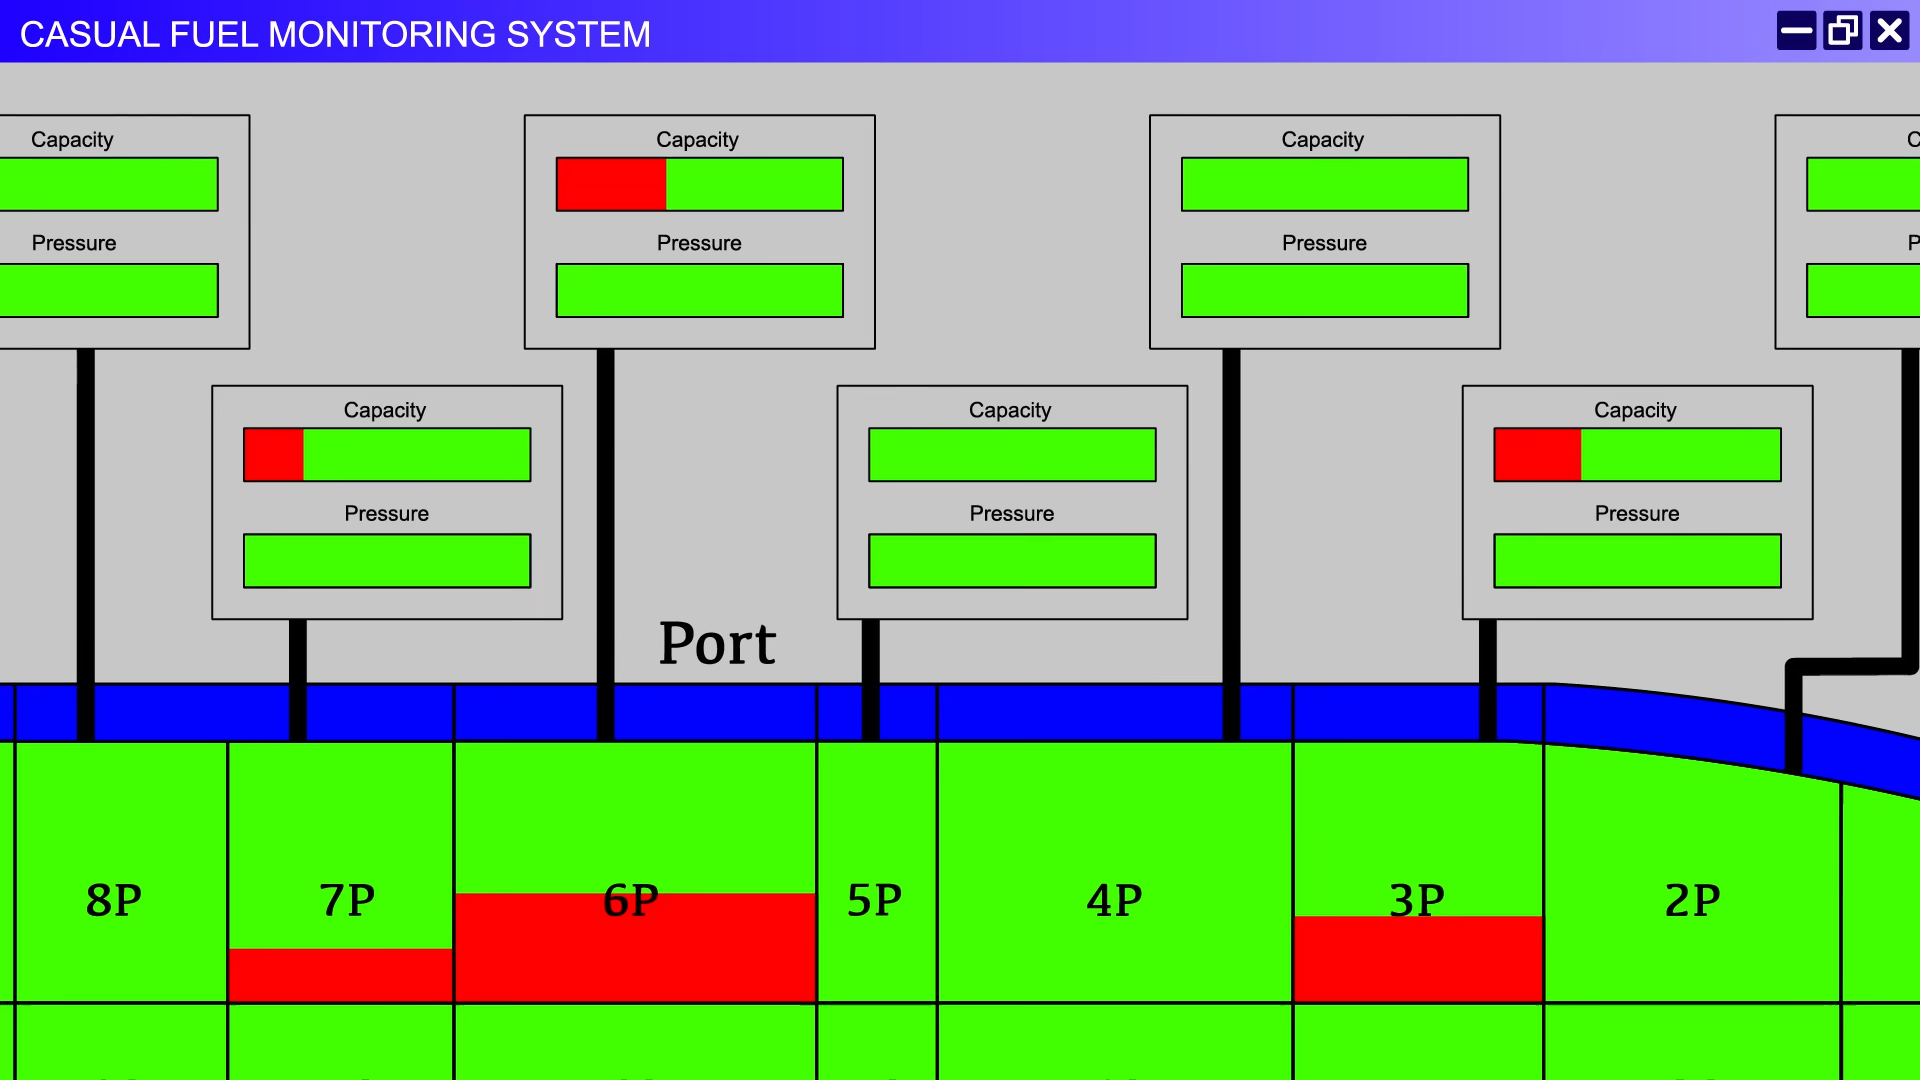 CASUAL FUEL MONITORING SYSTEM
Capacity
Capacity
Capacity
Pressure
Pressure
Pressure
Capacity
Capacity
Capacity
Pressure
Pressure
Pressure
Port
8P
7P
6P
5P
4P
3P
2P